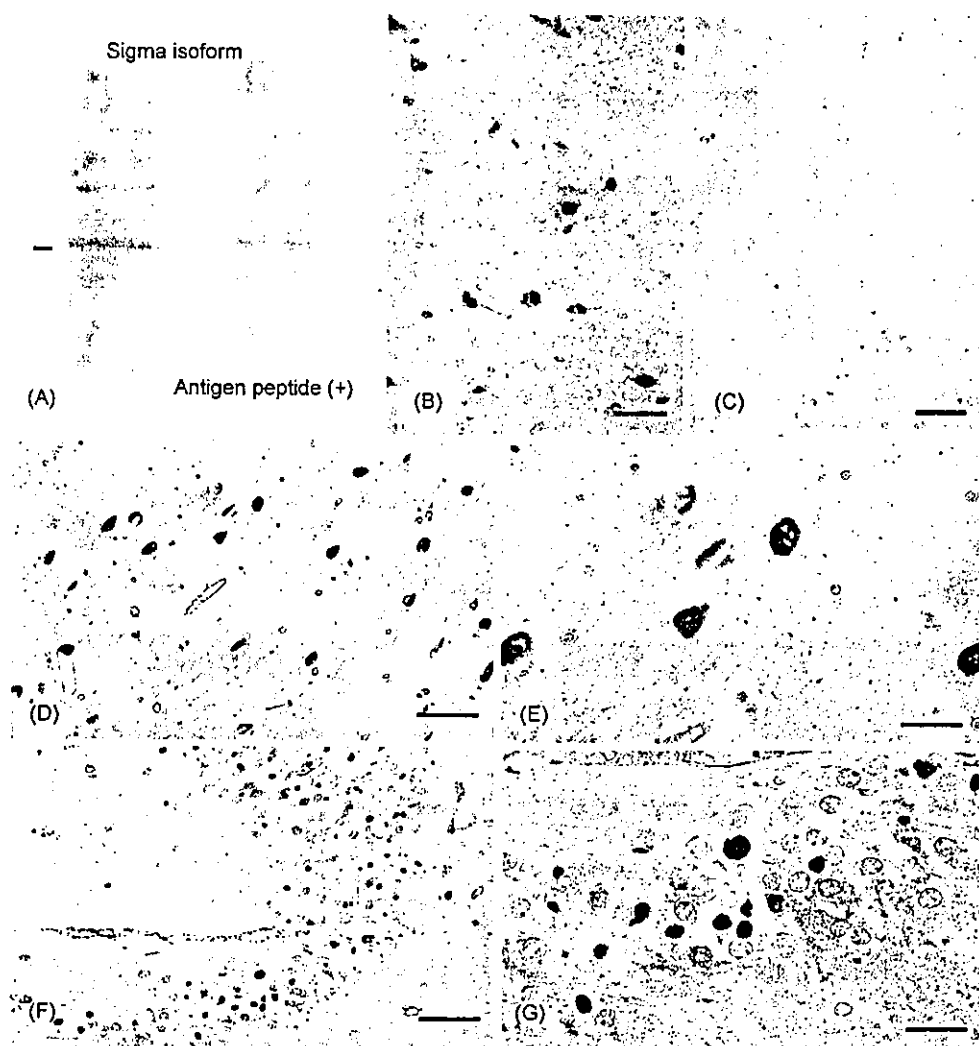 Sigma isoform
(A)
Antigen peptide (+)
(B)
(C)
(D)
(E)
(F)
(G)